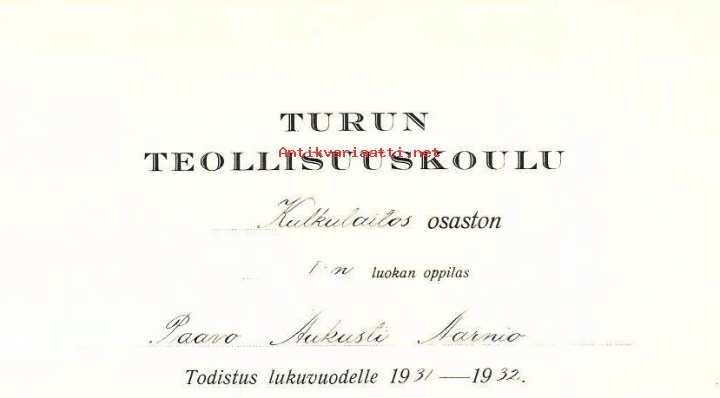 TURUN
Antikvariaatti.net
TEOLLISUUSKOULU
Kulkulaitos osaston
I-n luokan oppilas
Paavo Aukusti Aarnio
Todistus lukuvuodelle 1931—1932.